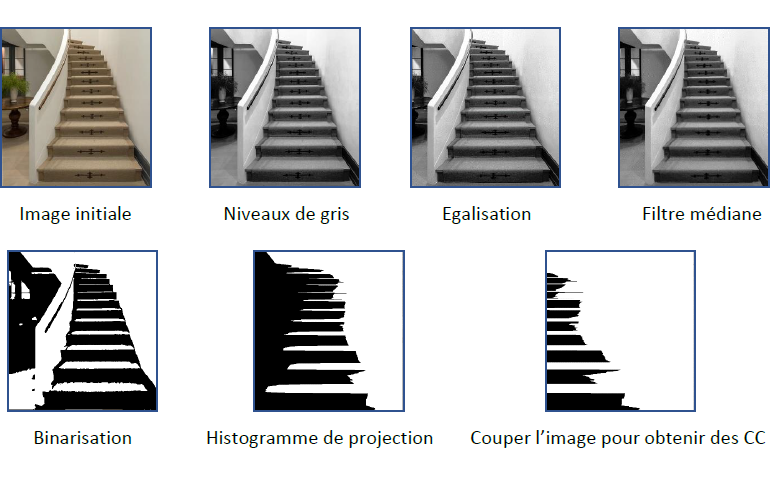 Image initiale
Niveaux de gris
Egalisation
Filtre médiane
Binarisation
Histogramme de projection
Couper l’image pour obtenir des CC